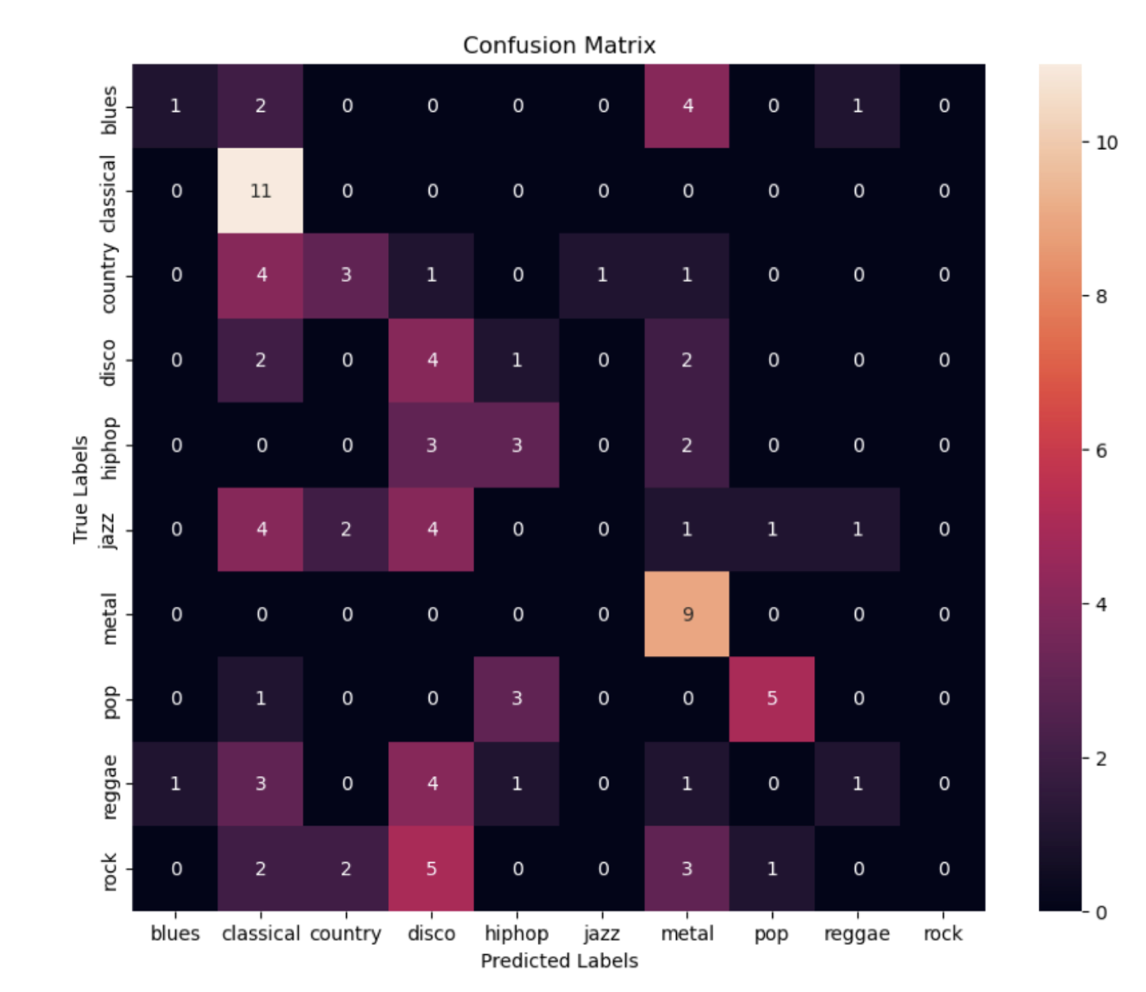 Confusion Matrix
blues 1 2 0 0 0 0 4 0 1 0
classical 0 11 0 0 0 0 0 0 0 0
country 0 4 3 1 0 1 1 0 0 0
disco 0 2 0 4 1 0 2 0 0 0
hiphop 0 0 0 3 3 0 2 0 0 0
jazz 0 4 2 4 0 0 1 1 1 0
metal 0 0 0 0 0 0 9 0 0 0
pop 0 1 0 0 3 0 0 5 0 0
reggae 1 3 0 4 1 0 1 0 1 0
rock 0 2 2 5 0 0 3 1 0 0
True Labels
blues classical country disco hiphop jazz metal pop reggae rock
Predicted Labels
10
8
6
4
2
0